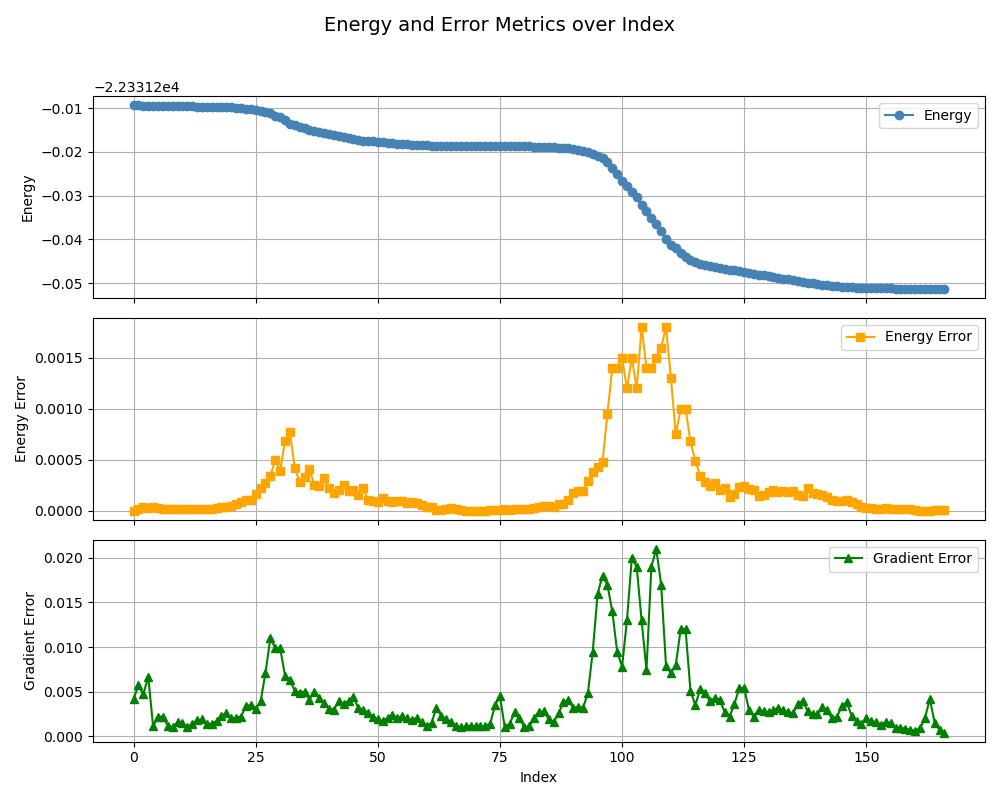 Energy and Error Metrics over Index
−2.23312e4
−0.01
−0.02
−0.03
−0.04
−0.05
Energy
Energy
0.0015
0.0010
0.0005
0.0000
Energy Error
Energy Error
0.020
0.015
0.010
0.005
0.000
Gradient Error
Gradient Error
0 25 50 75 100 125 150
Index